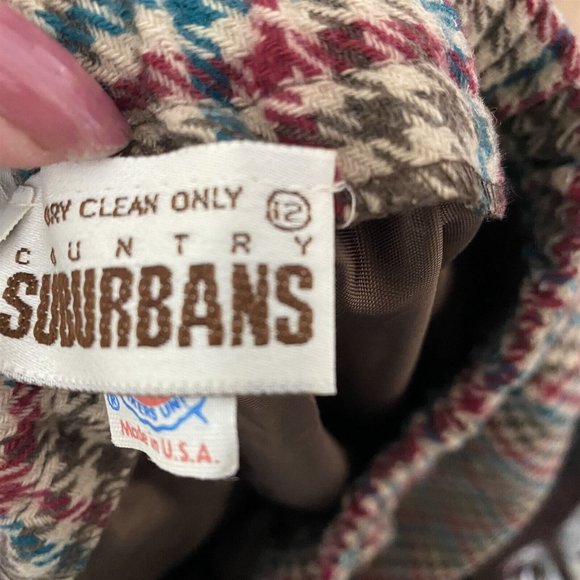 DRY CLEAN ONLY 12
COUNTRY
SUBURBANS
®
Made in U.S.A.